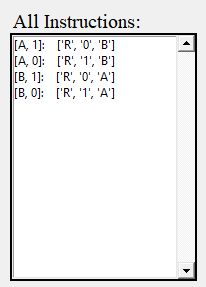 All Instructions:
[A, 1]: ['R', '0', 'B']
[A, 0]: ['R', '1', 'B']
[B, 1]: ['R', '0', 'A']
[B, 0]: ['R', '1', 'A']